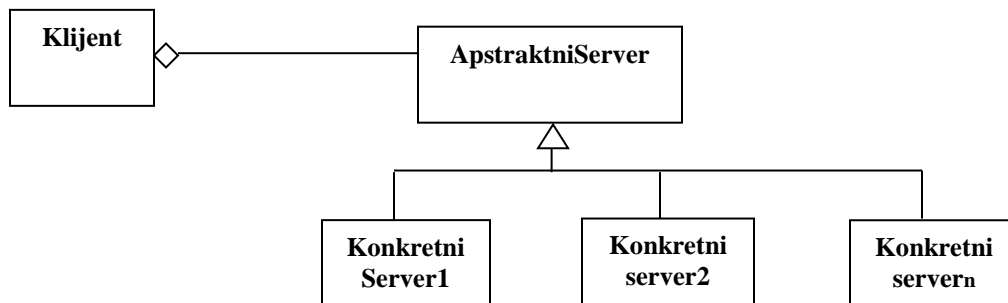 Klijent
ApstraktniServer
Konkretni
Server1
Konkretni
server2
Konkretni
servern